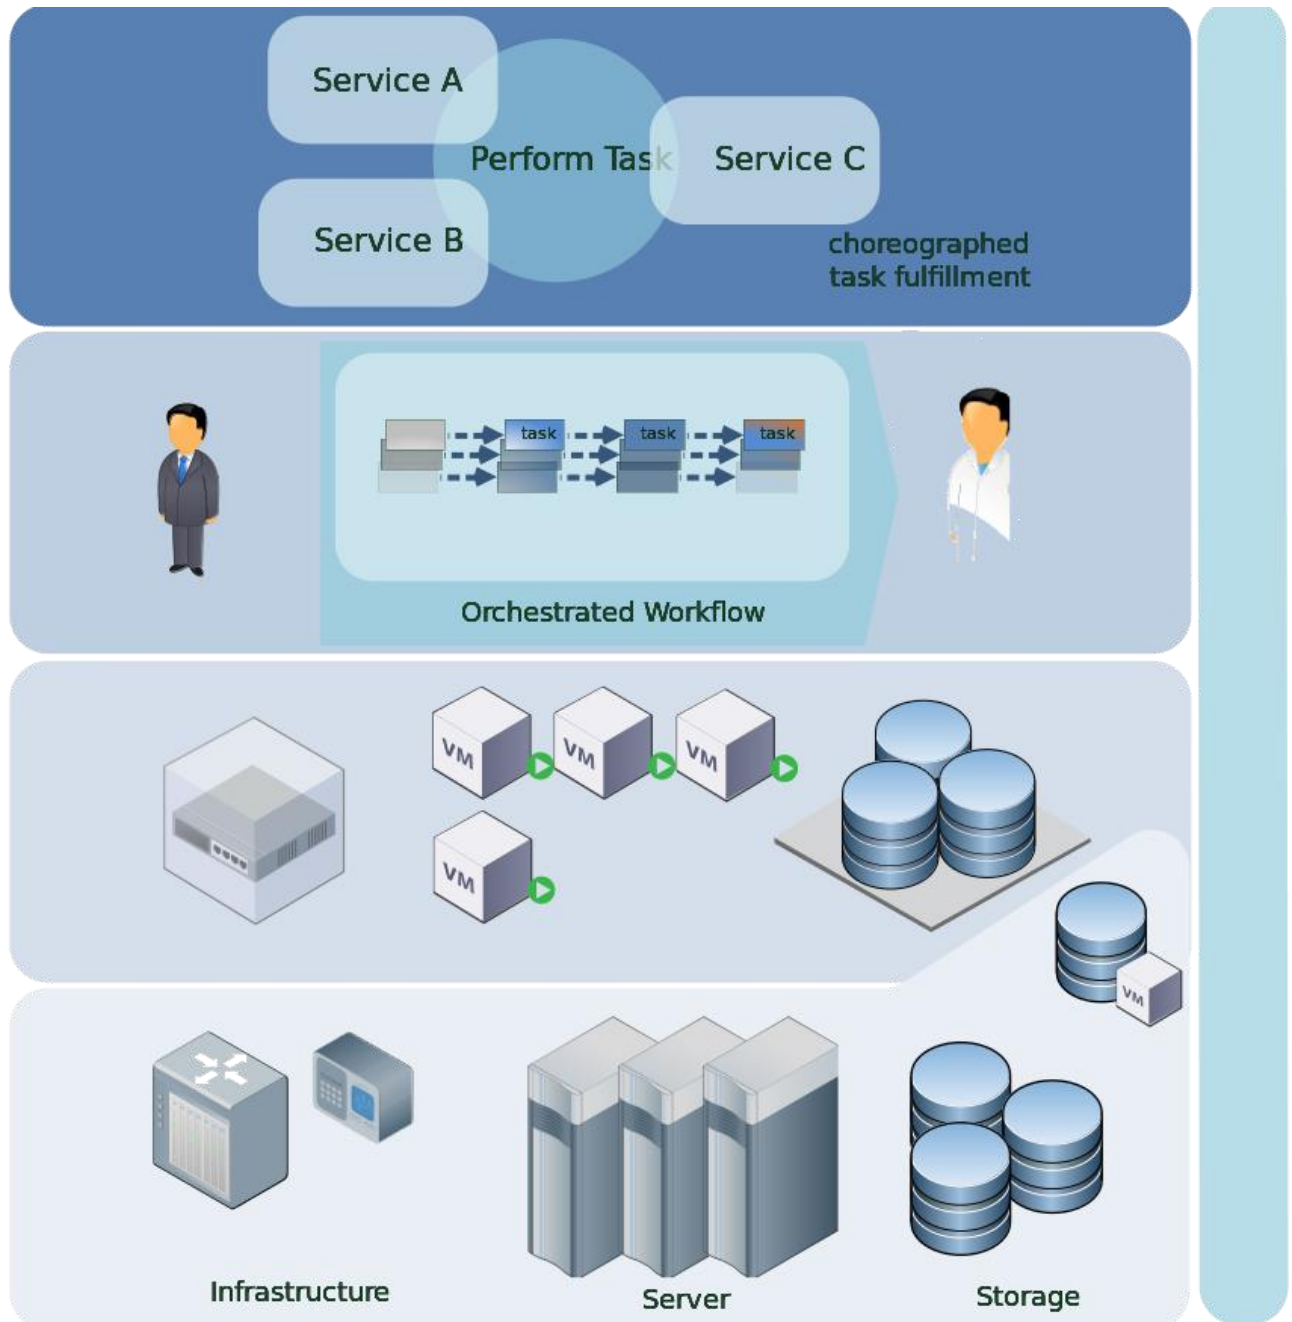 Service A
Perform Task
Service C
Service B
choreographed
task fulfillment
task
task
task
Orchestrated Workflow
VM
VM
VM
VM
VM
Infrastructure
Server
Storage